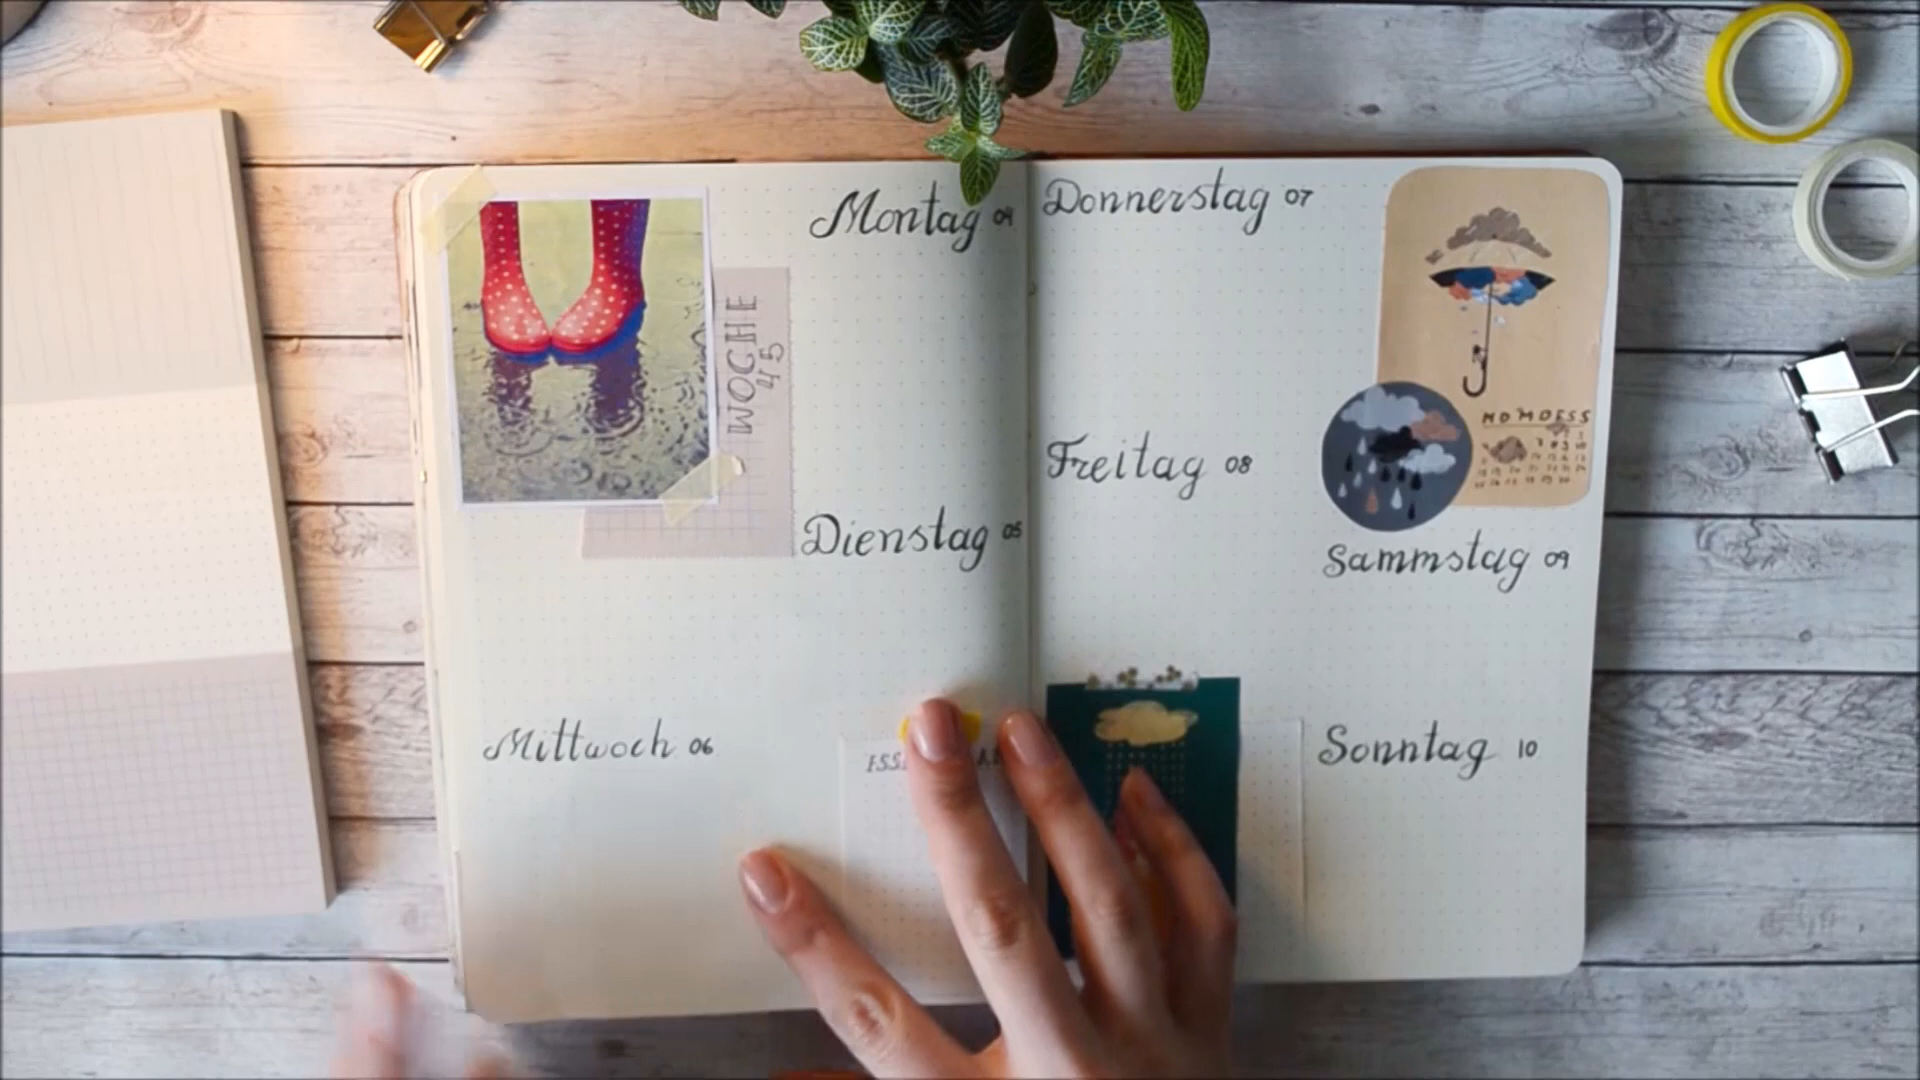 Montag 04
WOCHE
45
Dienstag 05
Mittwoch 06
Donnerstag 07
Freitag 08
Sammstag 09
Sonntag 10